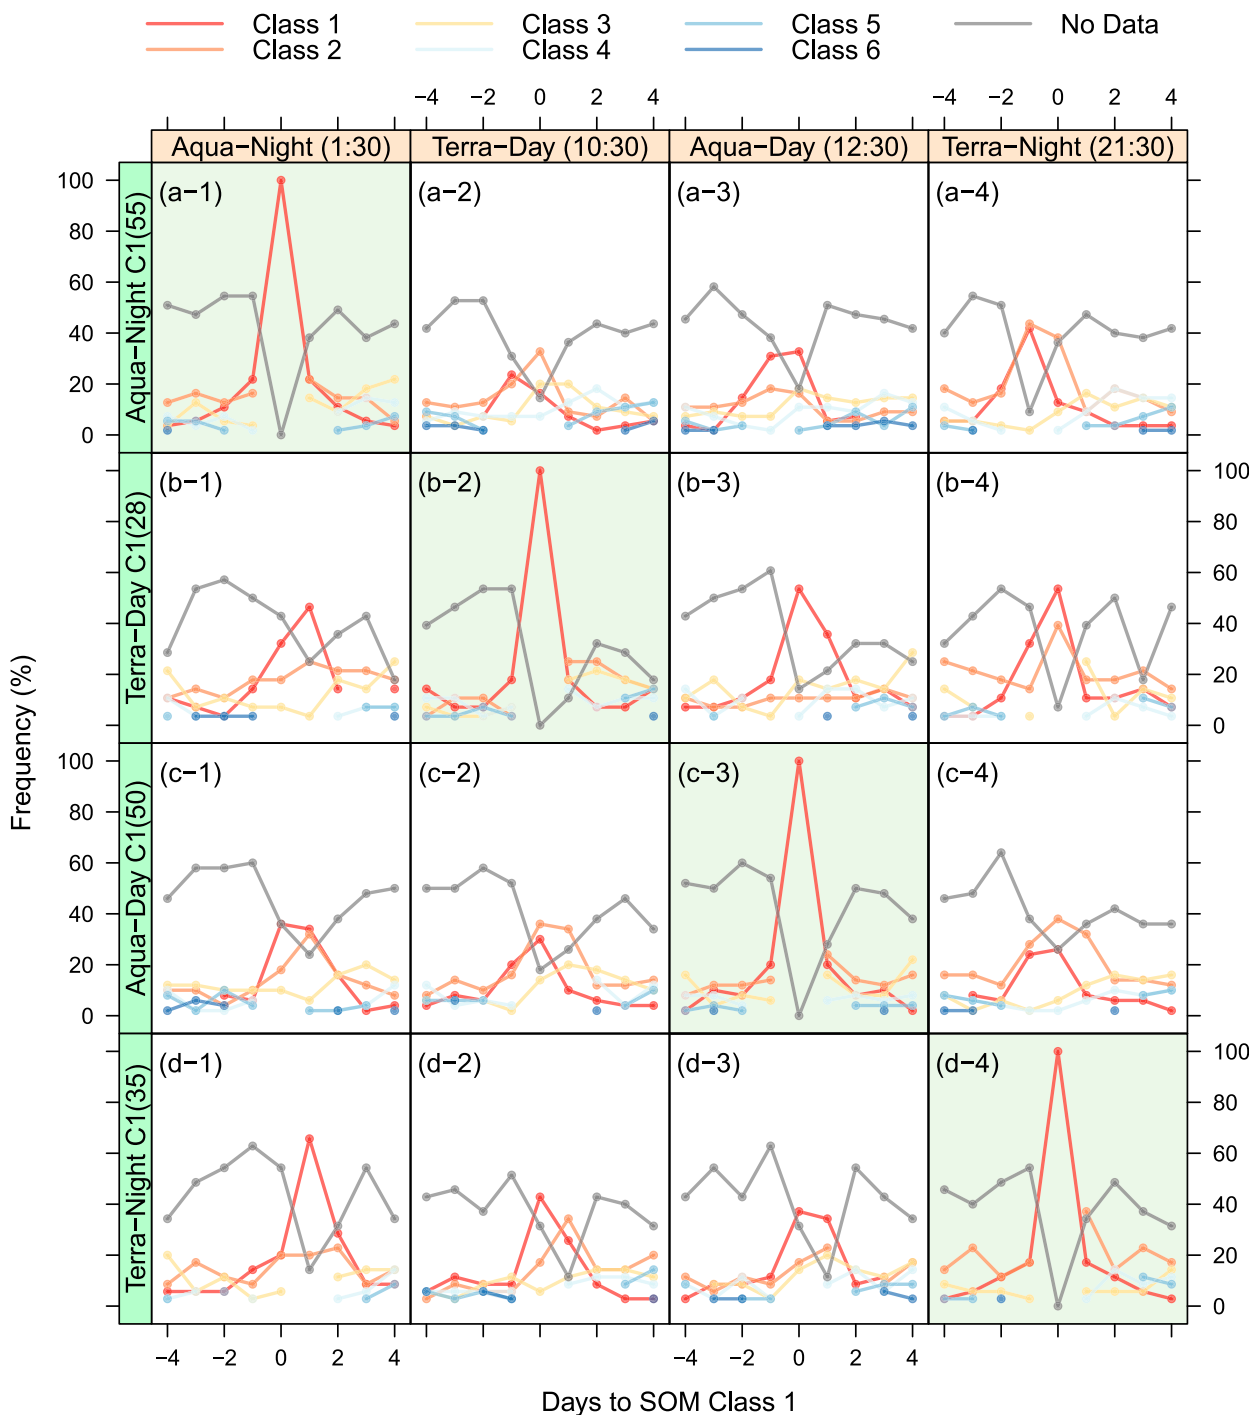 Class 1 Class 3 Class 5 No Data
Class 2 Class 4 Class 6
−4 −2 0 2 4 −4 −2 0 2 4
Aqua−Night (1:30) Terra−Day (10:30) Aqua−Day (12:30) Terra−Night (21:30)
Aqua−Night C1(55)
100
80
60
40
20
0
(a−1) (a−2) (a−3) (a−4)
Terra−Day C1(28)
(b−1) (b−2) (b−3) (b−4)
100
80
60
40
20
0
Frequency (%)
Aqua−Day C1(50)
100
80
60
40
20
0
(c−1) (c−2) (c−3) (c−4)
Terra−Night C1(35)
(d−1) (d−2) (d−3) (d−4)
100
80
60
40
20
0
−4 −2 0 2 4 −4 −2 0 2 4
Days to SOM Class 1